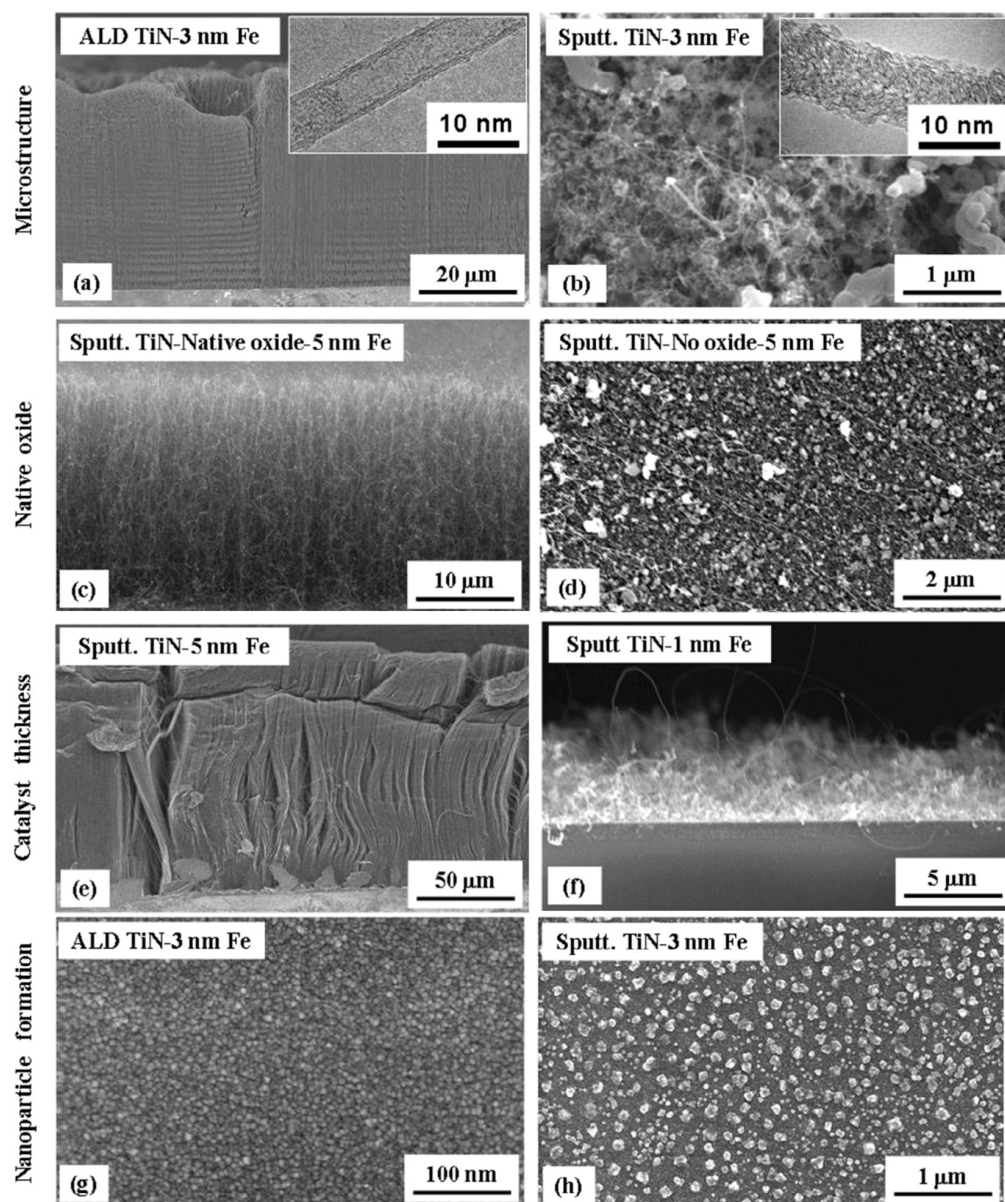 Microstructure
ALD TiN-3 nm Fe
10 nm
(a)
20 µm
Sputt. TiN-3 nm Fe
10 nm
(b)
1 µm
Native oxide
Sputt. TiN-Native oxide-5 nm Fe
(c)
10 µm
Sputt. TiN-No oxide-5 nm Fe
(d)
2 µm
Catalyst thickness
Sputt. TiN-5 nm Fe
(e)
50 µm
Sputt TiN-1 nm Fe
(f)
5 µm
Nanoparticle formation
ALD TiN-3 nm Fe
(g)
100 nm
Sputt. TiN-3 nm Fe
(h)
1 µm